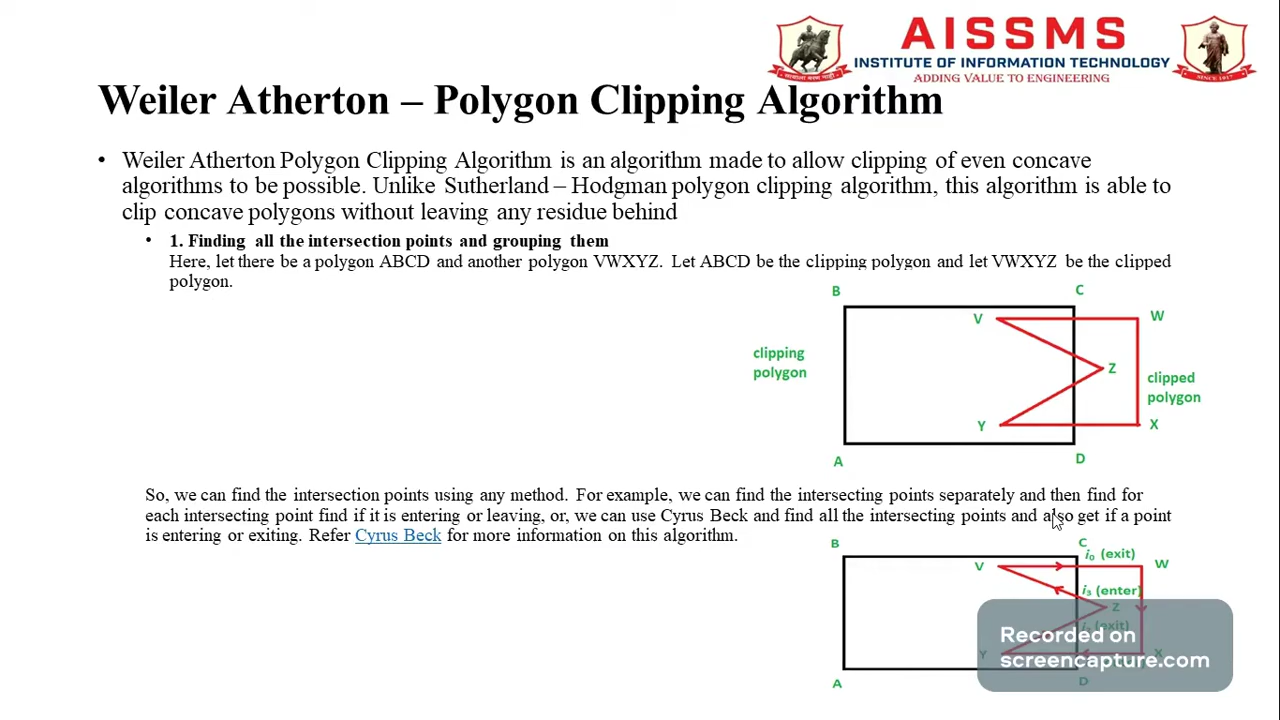 AISSMS
INSTITUTE OF INFORMATION TECHNOLOGY
ADDING VALUE TO ENGINEERING
SINCE 1917
Weiler Atherton – Polygon Clipping Algorithm
• Weiler Atherton Polygon Clipping Algorithm is an algorithm made to allow clipping of even concave
algorithms to be possible. Unlike Sutherland – Hodgman polygon clipping algorithm, this algorithm is able to
clip concave polygons without leaving any residue behind
• 1. Finding all the intersection points and grouping them
Here, let there be a polygon ABCD and another polygon VWXYZ. Let ABCD be the clipping polygon and let VWXYZ be the clipped
polygon.
B
C
V
W
clipping
polygon
Z
clipped
polygon
Y
X
A
D
So, we can find the intersection points using any method. For example, we can find the intersecting points separately and then find for
each intersecting point find if it is entering or leaving, or, we can use Cyrus Beck and find all the intersecting points and also get if a point
is entering or exiting. Refer Cyrus Beck for more information on this algorithm.
B
C
i₀ (exit)
V
W
i₃ (enter)
Z
(exit)
Y
X
A
D
Recorded on
screencapture.com